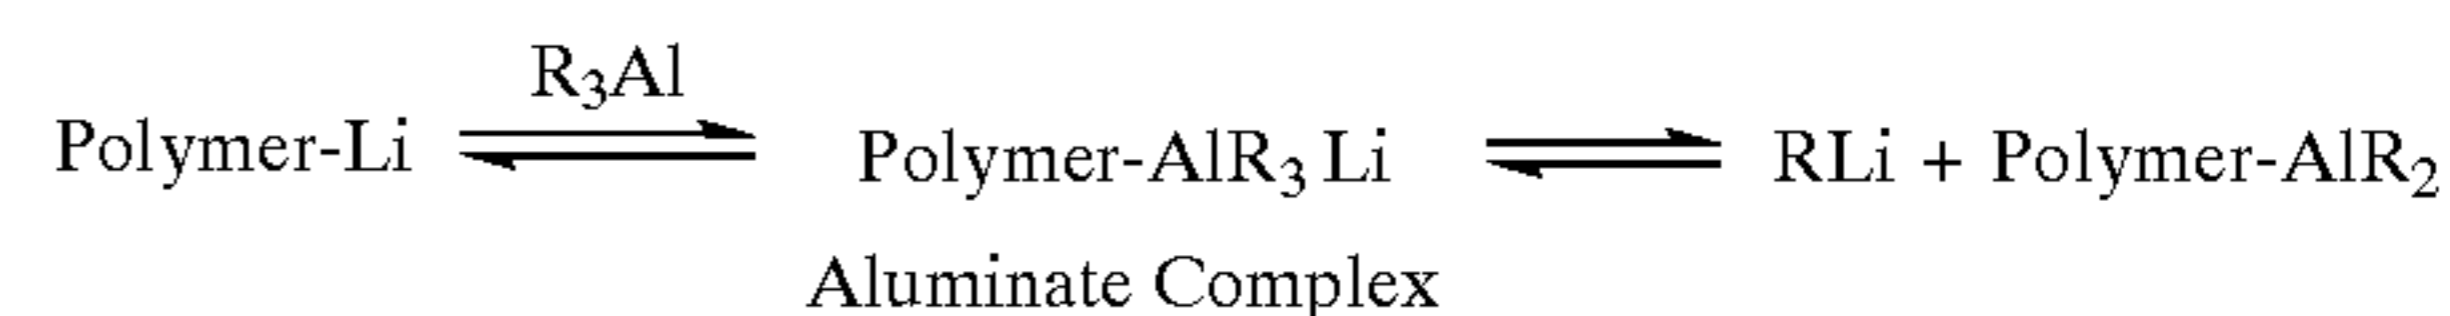 R₃Al
Polymer-Li ⇌ Polymer-AlR₃ Li ⇌ RLi + Polymer-AlR₂
Aluminate Complex